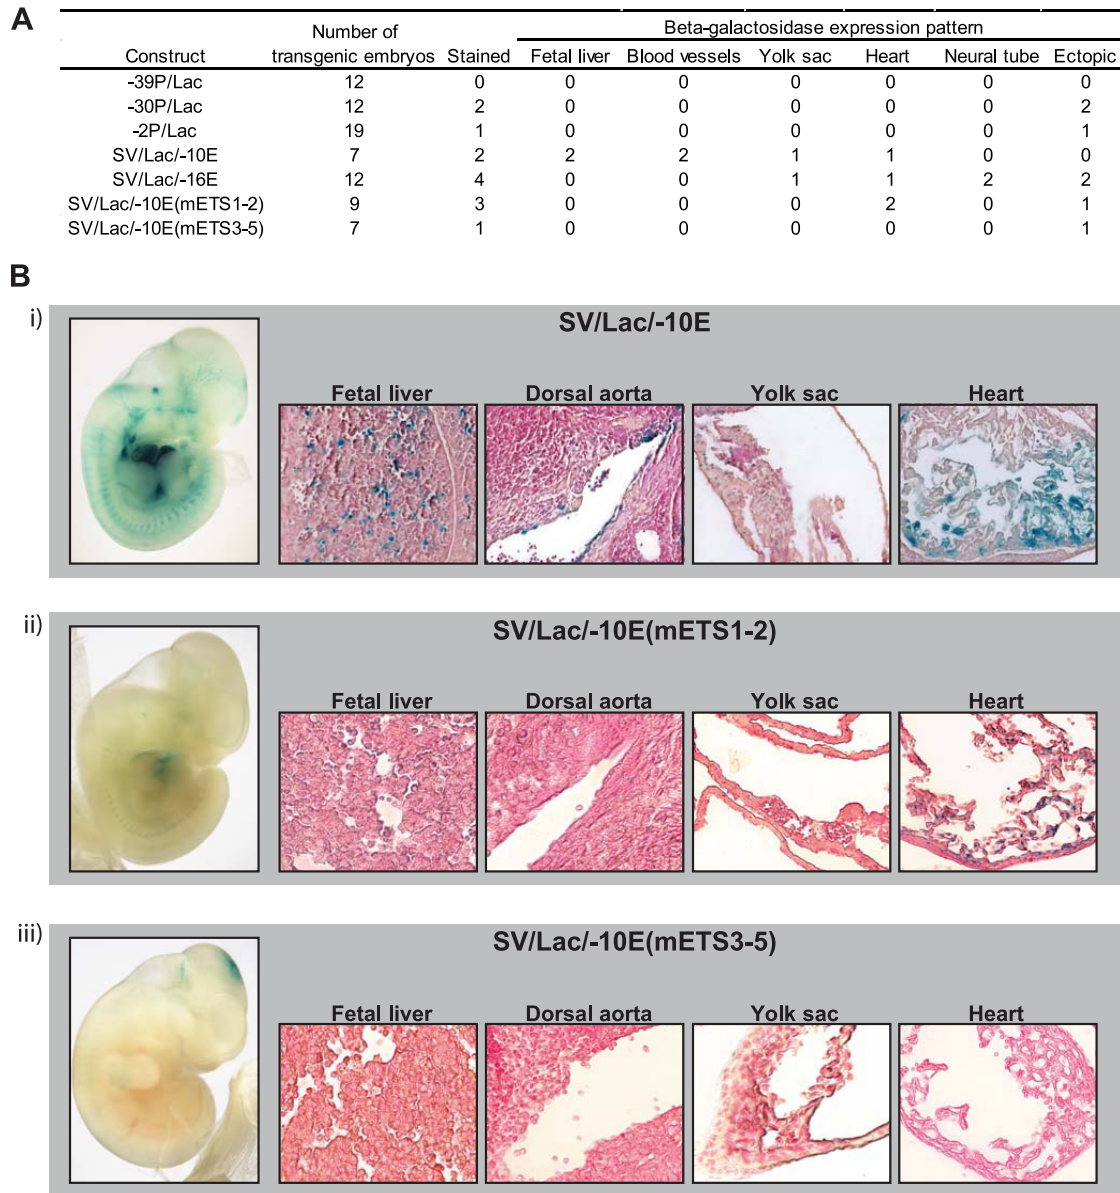 A
Number of Beta-galactosidase expression pattern
Construct transgenic embryos Stained Fetal liver Blood vessels Yolk sac Heart Neural tube Ectopic
-39P/Lac 12 0 0 0 0 0 0 0
-30P/Lac 12 2 0 0 0 0 0 2
-2P/Lac 19 1 0 0 0 0 0 1
SV/Lac/-10E 7 2 2 2 1 1 0 0
SV/Lac/-16E 12 4 0 0 1 1 2 2
SV/Lac/-10E(mETS1-2) 9 3 0 0 0 2 0 1
SV/Lac/-10E(mETS3-5) 7 1 0 0 0 0 0 1
B
i) SV/Lac/-10E
Fetal liver Dorsal aorta Yolk sac Heart
ii) SV/Lac/-10E(mETS1-2)
Fetal liver Dorsal aorta Yolk sac Heart
iii) SV/Lac/-10E(mETS3-5)
Fetal liver Dorsal aorta Yolk sac Heart